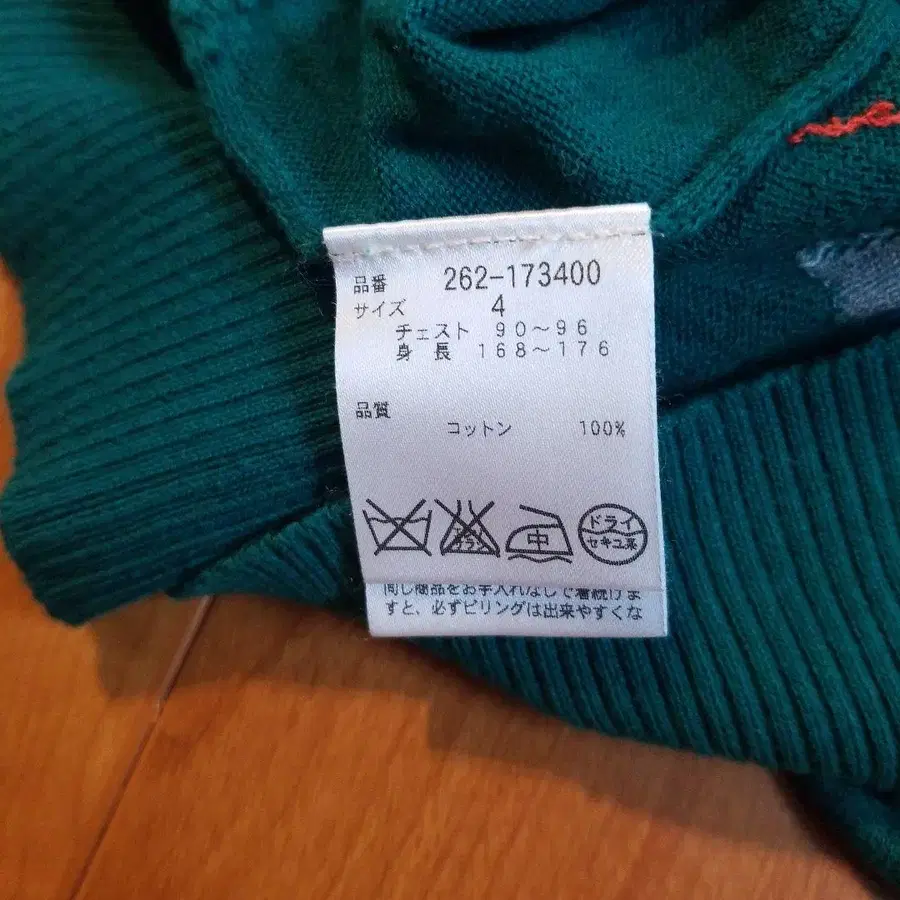 品番 262-173400
サイズ 4
チェスト 90～96
身長 168～176
品質
コットン 100%
中
ドライ
セキユ系
同じ商品をお手入れなしで着続けま
すと、必ずピリングは出来やすくな